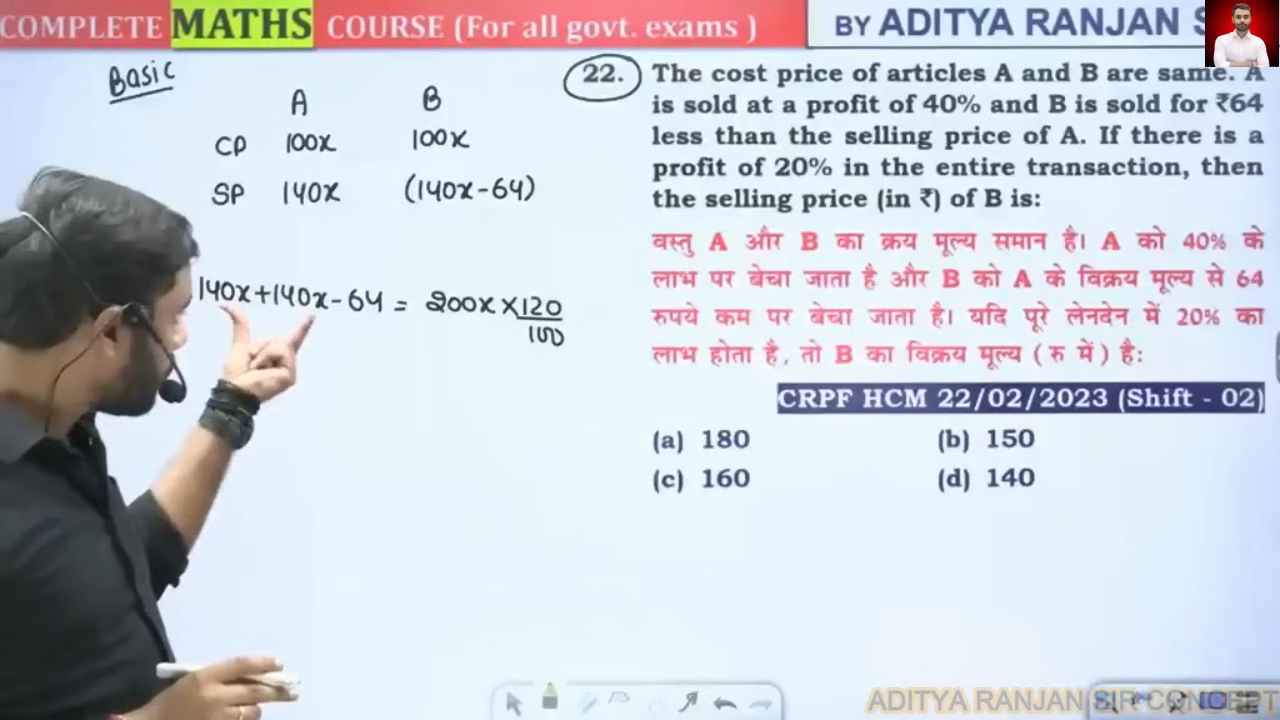 COMPLETE MATHS COURSE (For all govt. exams )
BY ADITYA RANJAN S
Basic
A B
CP 100x 100x
SP 140x (140x-64)
140x+140x-64 = 200x × 120/100
22. The cost price of articles A and B are same. A
is sold at a profit of 40% and B is sold for ₹64
less than the selling price of A. If there is a
profit of 20% in the entire transaction, then
the selling price (in ₹) of B is:
वस्तु A और B का क्रय मूल्य समान है। A को 40% के
लाभ पर बेचा जाता है और B को A के विक्रय मूल्य से 64
रुपये कम पर बेचा जाता है। यदि पूरे लेनदेन में 20% का
लाभ होता है, तो B का विक्रय मूल्य ( रु में ) है:
CRPF HCM 22/02/2023 (Shift - 02)
(a) 180 (b) 150
(c) 160 (d) 140
ADITYA RANJAN SIR CONCEPT